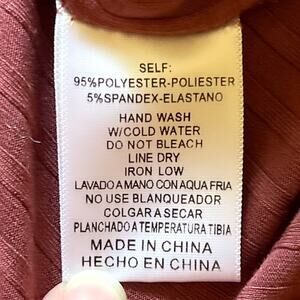 SELF:
95%POLYESTER-POLIESTER
5%SPANDEX-ELASTANO
HAND WASH
W/COLD WATER
DO NOT BLEACH
LINE DRY
IRON LOW
LAVADO A MANO CON AQUA FRIA
NO USE BLANQUEADOR
COLGAR A SECAR
PLANCHADO A TEMPERATURA TIBIA
MADE IN CHINA
HECHO EN CHINA